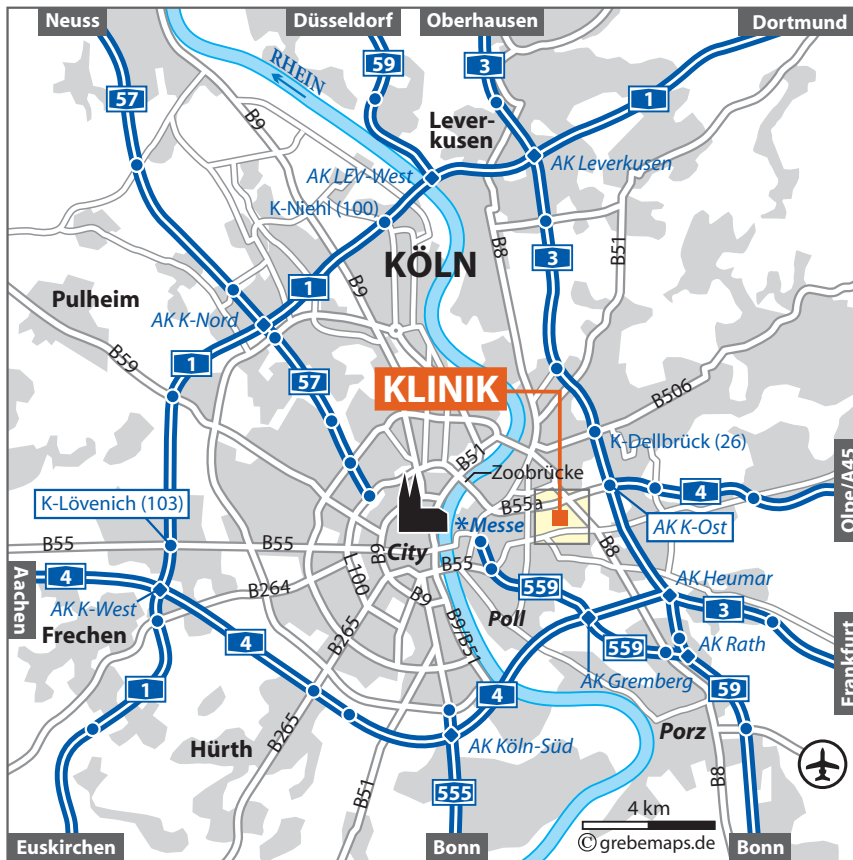 Neuss
Düsseldorf
Oberhausen
Dortmund
59
3
RHEIN
57
1
B9
Lever-
kusen
AK Leverkusen
AK LEV-West
K-Niehl (100)
B8
B51
3
KÖLN
1
B9
Pulheim
AK K-Nord
B59
1
57
KLINIK
B506
K-Dellbrück (26)
B51
Zoobrücke
Olpe/A45
4
K-Lövenich (103)
B55a
*Messe
AK K-Ost
B55
B55
City
B9
L100
B55
B8
Aachen
4
AK K-West
B264
B9
559
AK Heumar
3
Frechen
Poll
B265
B9/B51
4
559
AK Rath
Frankfurt
AK Gremberg
1
4
59
Hürth
B265
AK Köln-Süd
Porz
B51
555
B8
4 km
© grebemaps.de
Euskirchen
Bonn
Bonn